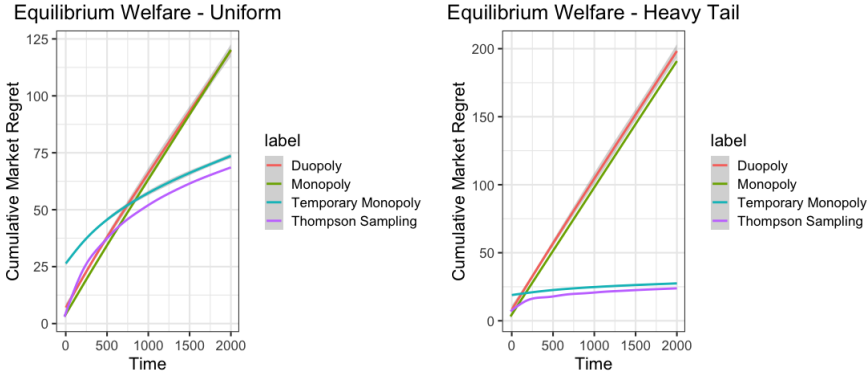 Equilibrium Welfare - Uniform
Cumulative Market Regret
125
100
75
50
25
0
0 500 1000 1500 2000
Time
label
Duopoly
Monopoly
Temporary Monopoly
Thompson Sampling
Equilibrium Welfare - Heavy Tail
Cumulative Market Regret
200
150
100
50
0
0 500 1000 1500 2000
Time
label
Duopoly
Monopoly
Temporary Monopoly
Thompson Sampling